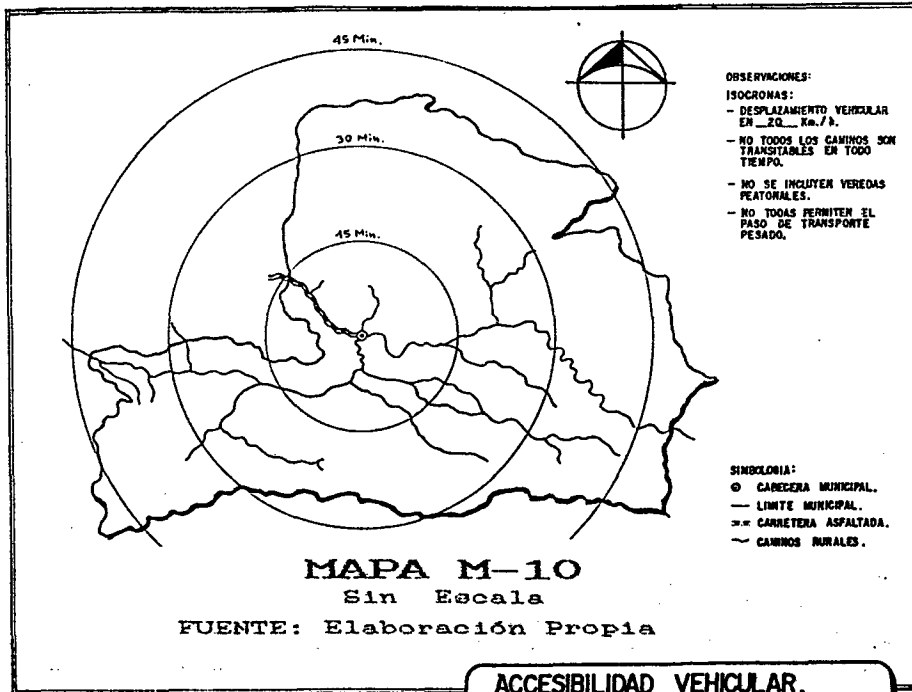 45 Min.
30 Min.
45 Min.
OBSERVACIONES:
ISOCRONAS:
- DESPLAZAMIENTO VEHICULAR
EN 20 Km./h.
- NO TODOS LOS CAMINOS SON
TRANSITABLES EN TODO
TIEMPO.
- NO SE INCLUYEN VEREDAS
PEATONALES.
- NO TODAS PERMITEN EL
PASO DE TRANSPORTE
PESADO.
SIMBOLOGIA:
CABECERA MUNICIPAL.
LIMITE MUNICIPAL.
CARRETERA ASFALTADA.
CAMINOS RURALES.
MAPA M-10
Sin Escala
FUENTE: Elaboración Propia
ACCESIBILIDAD VEHICULAR.